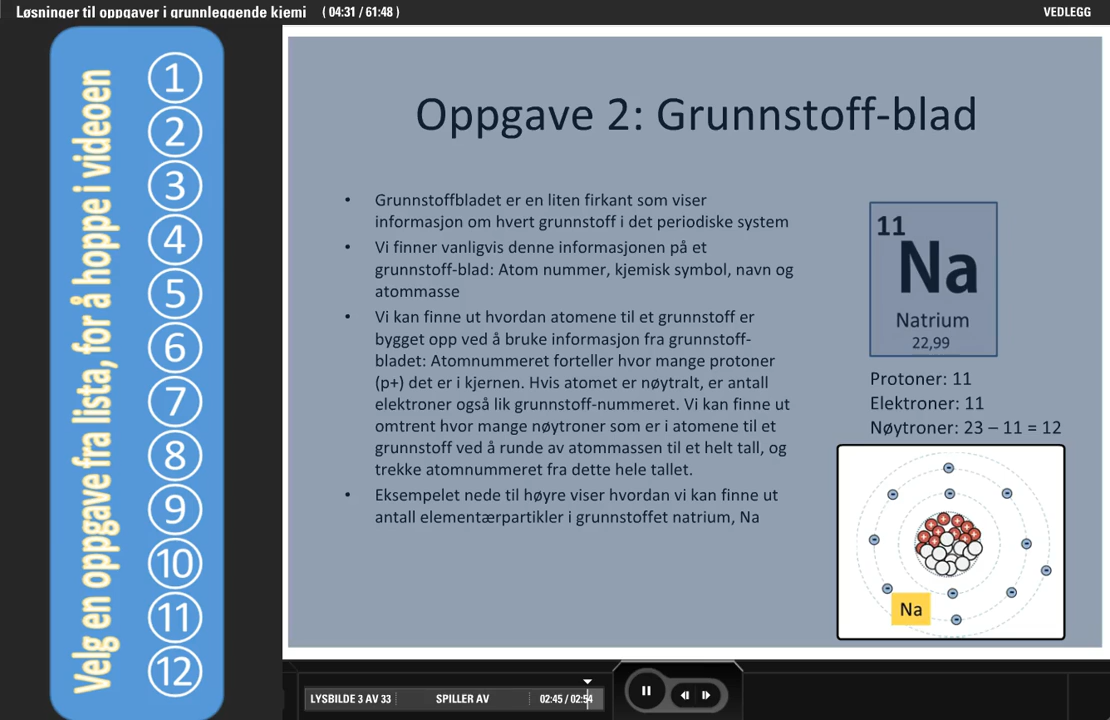 Løsninger til oppgaver i grunnleggende kjemi ( 04:31 / 61:48 )
VEDLEGG
Velg en oppgave fra lista, for å hoppe i videoen
1
2
3
4
5
6
7
8
9
10
11
12
Oppgave 2: Grunnstoff-blad
• Grunnstoffbladet er en liten firkant som viser
informasjon om hvert grunnstoff i det periodiske system
• Vi finner vanligvis denne informasjonen på et
grunnstoff-blad: Atom nummer, kjemisk symbol, navn og
atommasse
• Vi kan finne ut hvordan atomene til et grunnstoff er
bygget opp ved å bruke informasjon fra grunnstoff-
bladet: Atomnummeret forteller hvor mange protoner
(p+) det er i kjernen. Hvis atomet er nøytralt, er antall
elektroner også lik grunnstoff-nummeret. Vi kan finne ut
omtrent hvor mange nøytroner som er i atomene til et
grunnstoff ved å runde av atommassen til et helt tall, og
trekke atomnummeret fra dette hele tallet.
• Eksempelet nede til høyre viser hvordan vi kan finne ut
antall elementærpartikler i grunnstoffet natrium, Na
11
Na
Natrium
22,99
Protoner: 11
Elektroner: 11
Nøytroner: 23 – 11 = 12
Na
LYSBILDE 3 AV 33
SPILLER AV
02:45 / 02:54